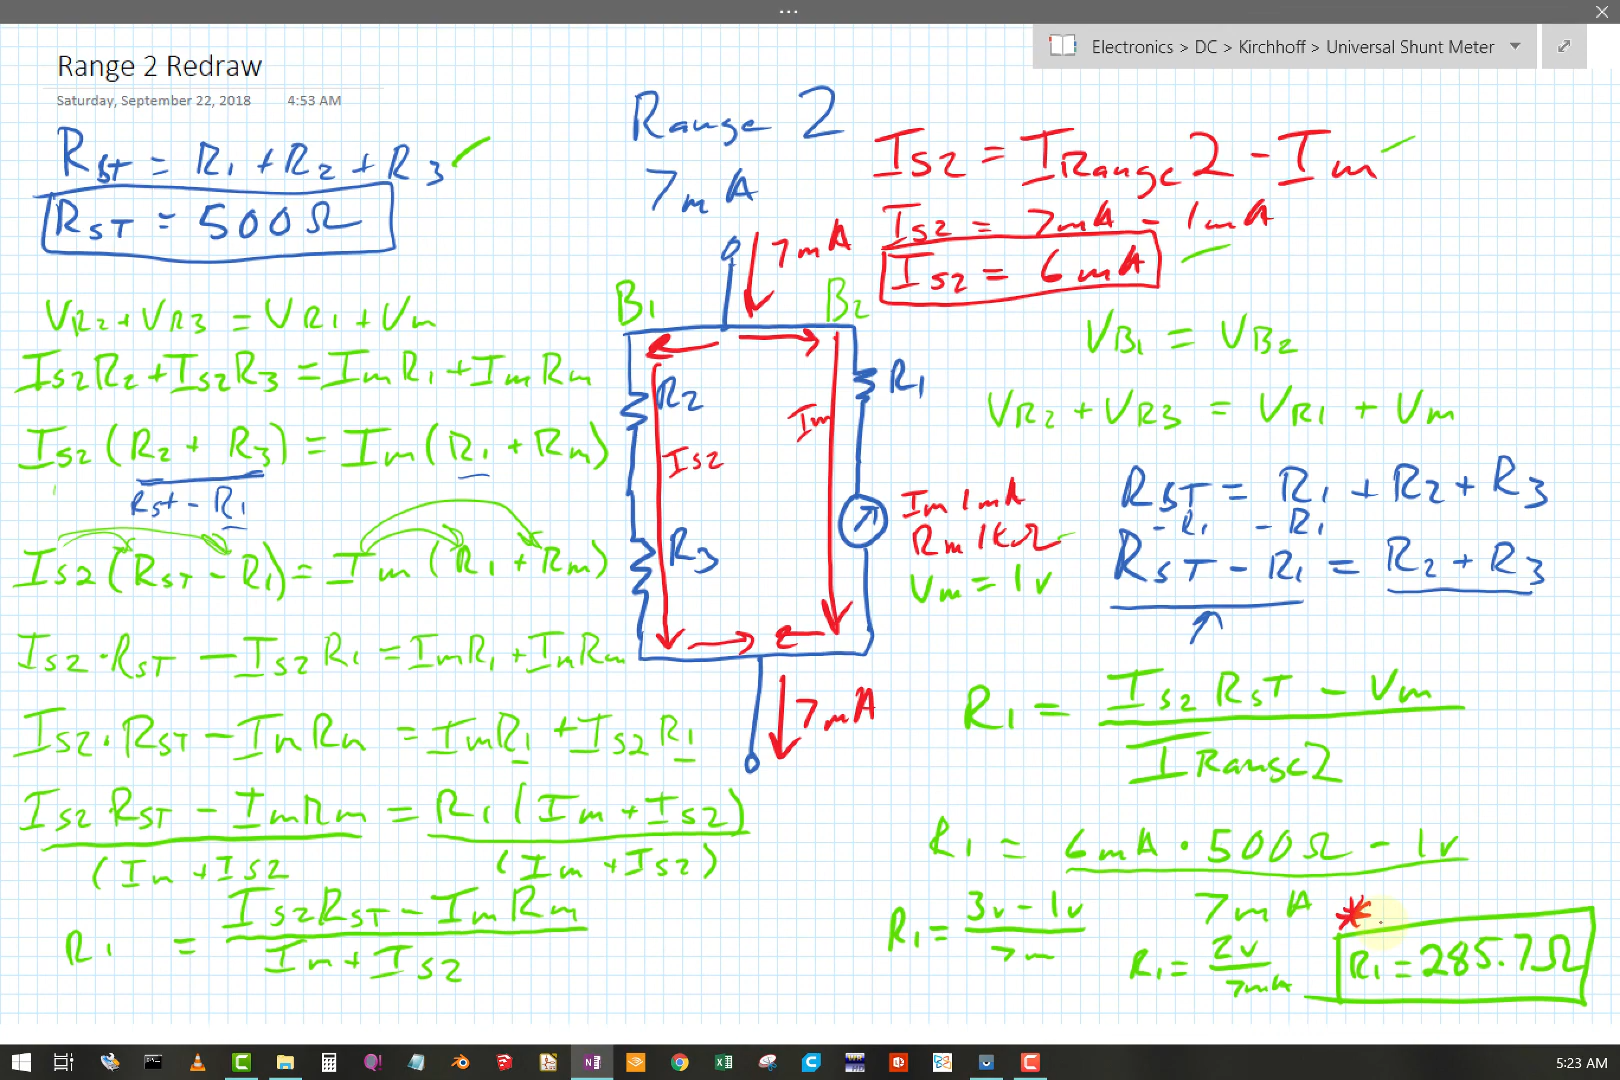 Electronics > DC > Kirchhoff > Universal Shunt Meter
Range 2 Redraw
Saturday, September 22, 2018 4:53 AM
Range 2
7mA
RST = R1 + R2 + R3
RST = 500Ω
IS2 = IRange2 - Im
IS2 = 7mA - 1mA
IS2 = 6mA
7mA
B1
B2
VR2 + VR3 = VR1 + Vm
IS2R2 + IS2R3 = ImR1 + ImRm
IS2(R2 + R3) = Im(R1 + Rm)
RST - R1
IS2(RST - R1) = Im(R1 + Rm)
IS2·RST - IS2R1 = ImR1 + ImRm
IS2·RST - ImRm = ImR1 + IS2R1
IS2RST - ImRm = R1(Im + IS2)
(Im + IS2 (Im + IS2)
R1 = IS2RST - ImRm
Im + IS2
R2
IS2
R3
Im
R1
Im 1mA
Rm 1kΩ
Vm = 1v
7mA
VB1 = VB2
VR2 + VR3 = VR1 + Vm
RST = R1 + R2 + R3
-R1 -R1
RST - R1 = R2 + R3
R1 = IS2RST - Vm
IRange2
R1 = 6mA · 500Ω - 1v
7mA
R1 = 3v - 1v
7m
R1 = 2v
7mA
*
R1 = 285.7Ω
5:23 AM